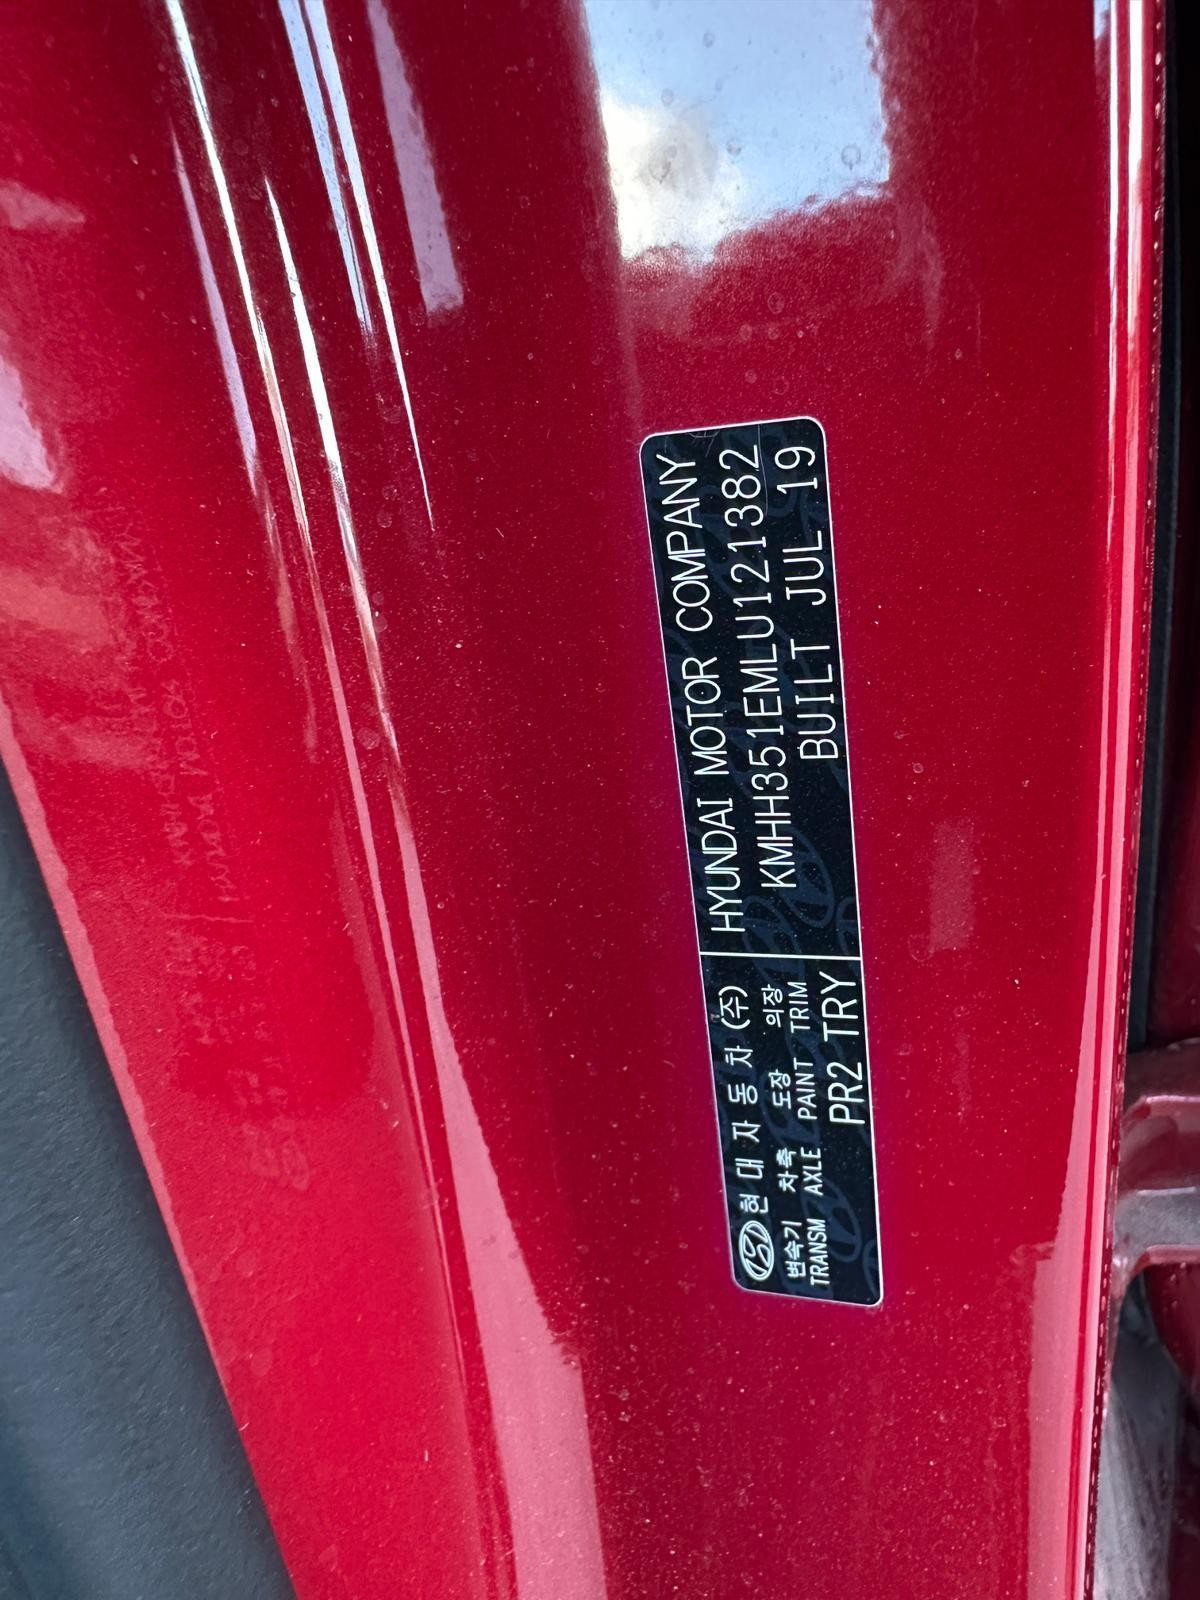 현대자동차(주)
변속기 차축 도장 의장
TRANSM AXLE PAINT TRIM
PR2 TRY
HYUNDAI MOTOR COMPANY
KMHH351EMLU121382
BUILT JUL 19